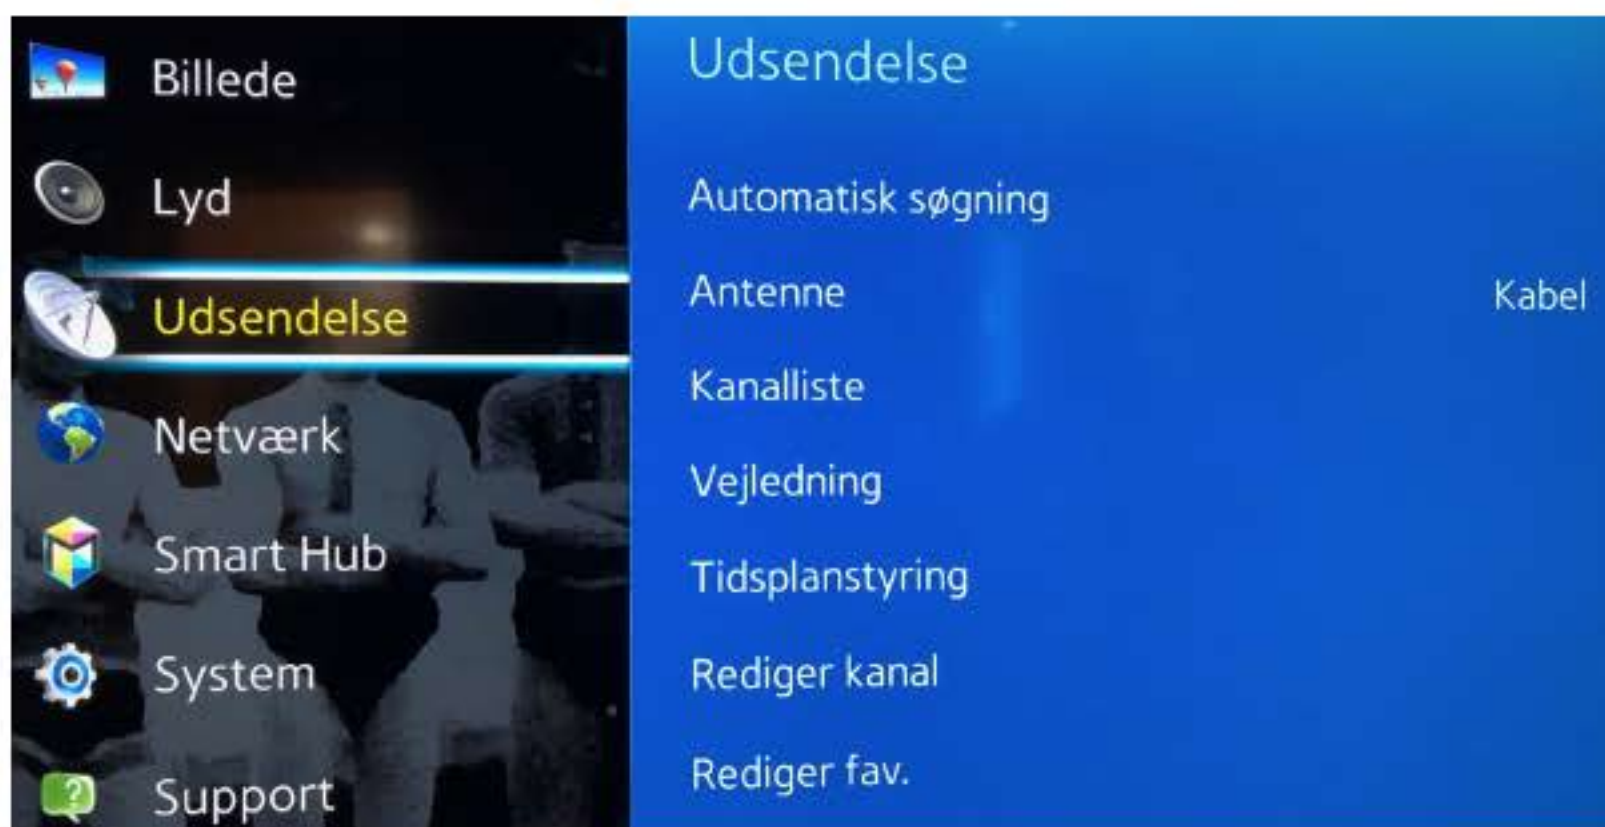 Billede
Lyd
Udsendelse
Netværk
Smart Hub
System
Support
Udsendelse
Automatisk søgning
Antenne Kabel
Kanalliste
Vejledning
Tidsplanstyring
Rediger kanal
Rediger fav.